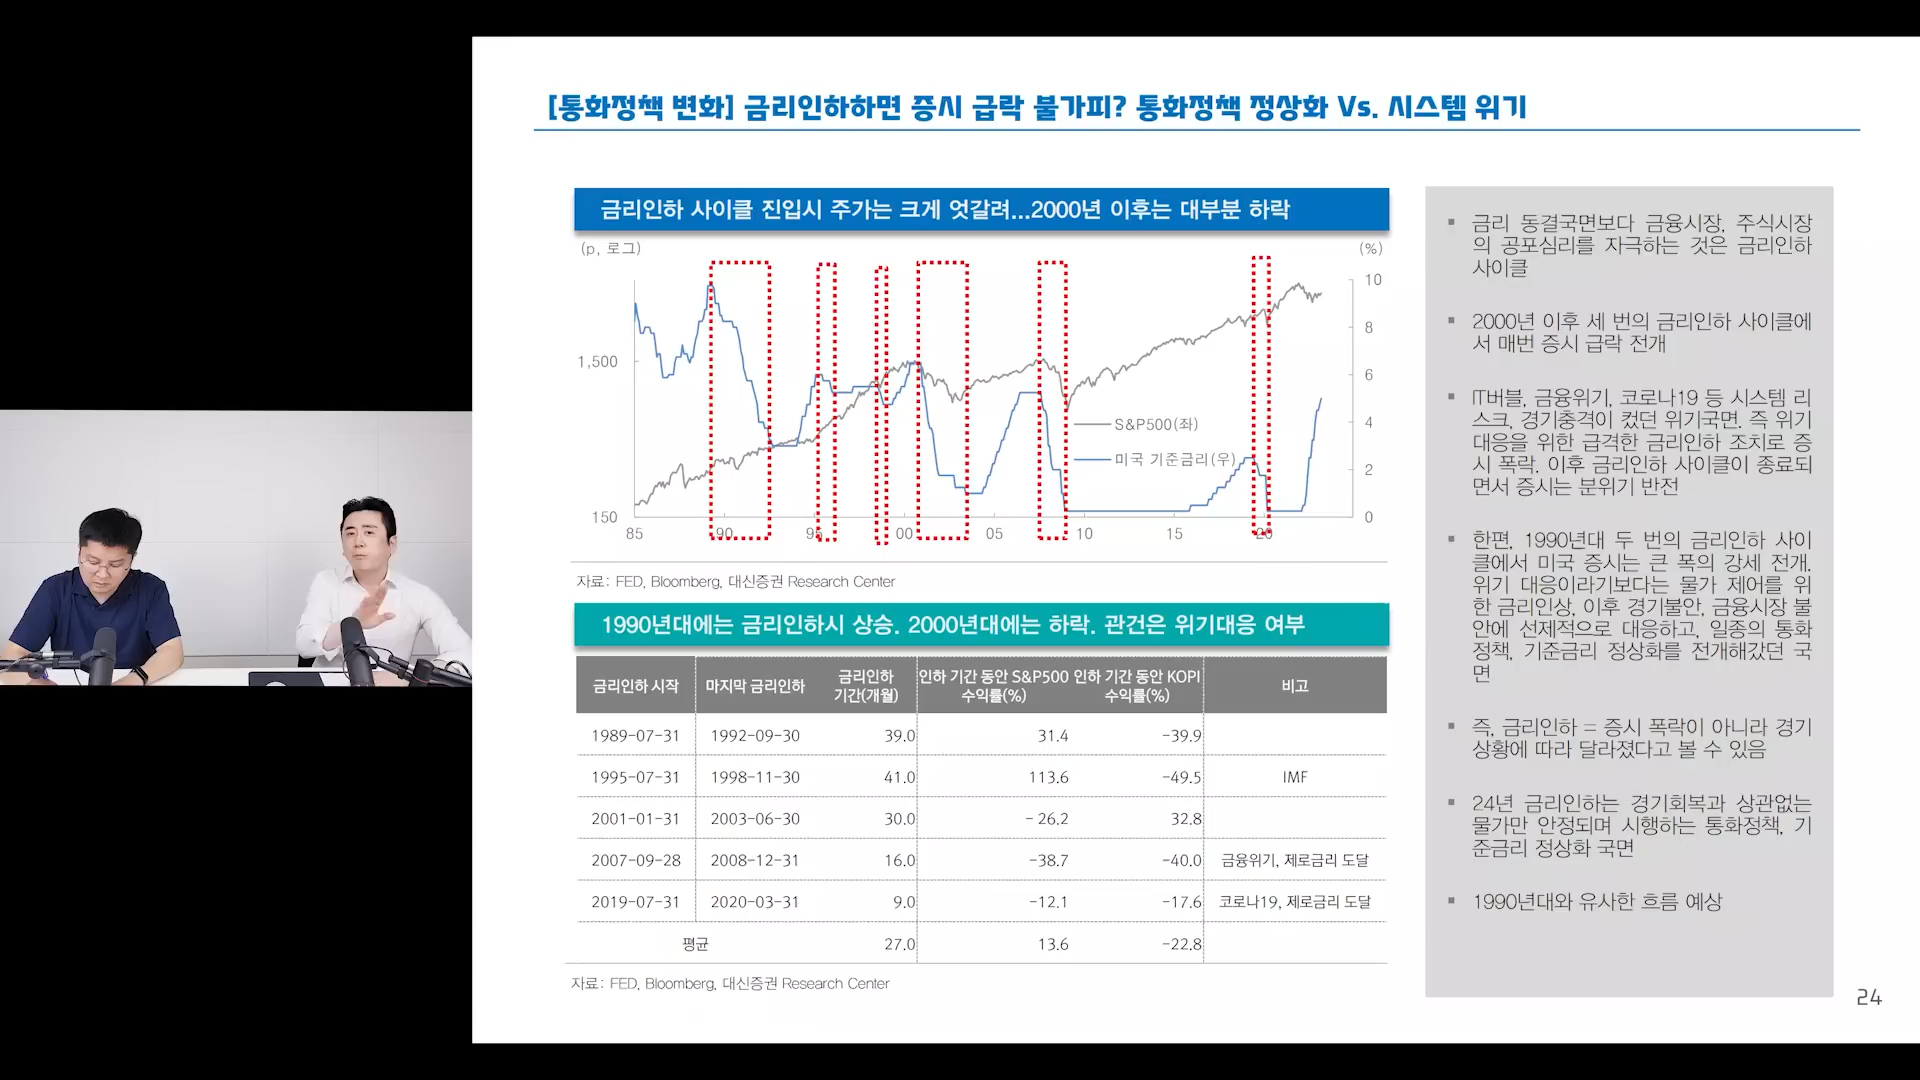 [통화정책 변화] 금리인하하면 증시 급락 불가피? 통화정책 정상화 Vs. 시스템 위기
금리인하 사이클 진입시 주가는 크게 엇갈려...2000년 이후는 대부분 하락
(p, 로그)
(%)
10
8
1,500
6
4
S&P500(좌)
미국 기준금리(우)
2
150
0
85 90 95 00 05 10 15 20
자료: FED, Bloomberg, 대신증권 Research Center
1990년대에는 금리인하시 상승. 2000년대에는 하락. 관건은 위기대응 여부
금리인하 시작 마지막 금리인하 금리인하 기간(개월) 인하 기간 동안 S&P500 수익률(%) 인하 기간 동안 KOPI 수익률(%) 비고
1989-07-31 1992-09-30 39.0 31.4 -39.9
1995-07-31 1998-11-30 41.0 113.6 -49.5 IMF
2001-01-31 2003-06-30 30.0 - 26.2 32.8
2007-09-28 2008-12-31 16.0 -38.7 -40.0 금융위기, 제로금리 도달
2019-07-31 2020-03-31 9.0 -12.1 -17.6 코로나19, 제로금리 도달
평균 27.0 13.6 -22.8
자료: FED, Bloomberg, 대신증권 Research Center
▪ 금리 동결국면보다 금융시장, 주식시장
의 공포심리를 자극하는 것은 금리인하
사이클
▪ 2000년 이후 세 번의 금리인하 사이클에
서 매번 증시 급락 전개
▪ IT버블, 금융위기, 코로나19 등 시스템 리
스크, 경기충격이 컸던 위기국면. 즉 위기
대응을 위한 급격한 금리인하 조치로 증
시 폭락. 이후 금리인하 사이클이 종료되
면서 증시는 분위기 반전
▪ 한편, 1990년대 두 번의 금리인하 사이
클에서 미국 증시는 큰 폭의 강세 전개.
위기 대응이라기보다는 물가 제어를 위
한 금리인상, 이후 경기불안, 금융시장 불
안에 선제적으로 대응하고, 일종의 통화
정책, 기준금리 정상화를 전개해갔던 국
면
▪ 즉, 금리인하 = 증시 폭락이 아니라 경기
상황에 따라 달라졌다고 볼 수 있음
▪ 24년 금리인하는 경기회복과 상관없는
물가만 안정되며 시행하는 통화정책, 기
준금리 정상화 국면
▪ 1990년대와 유사한 흐름 예상
24